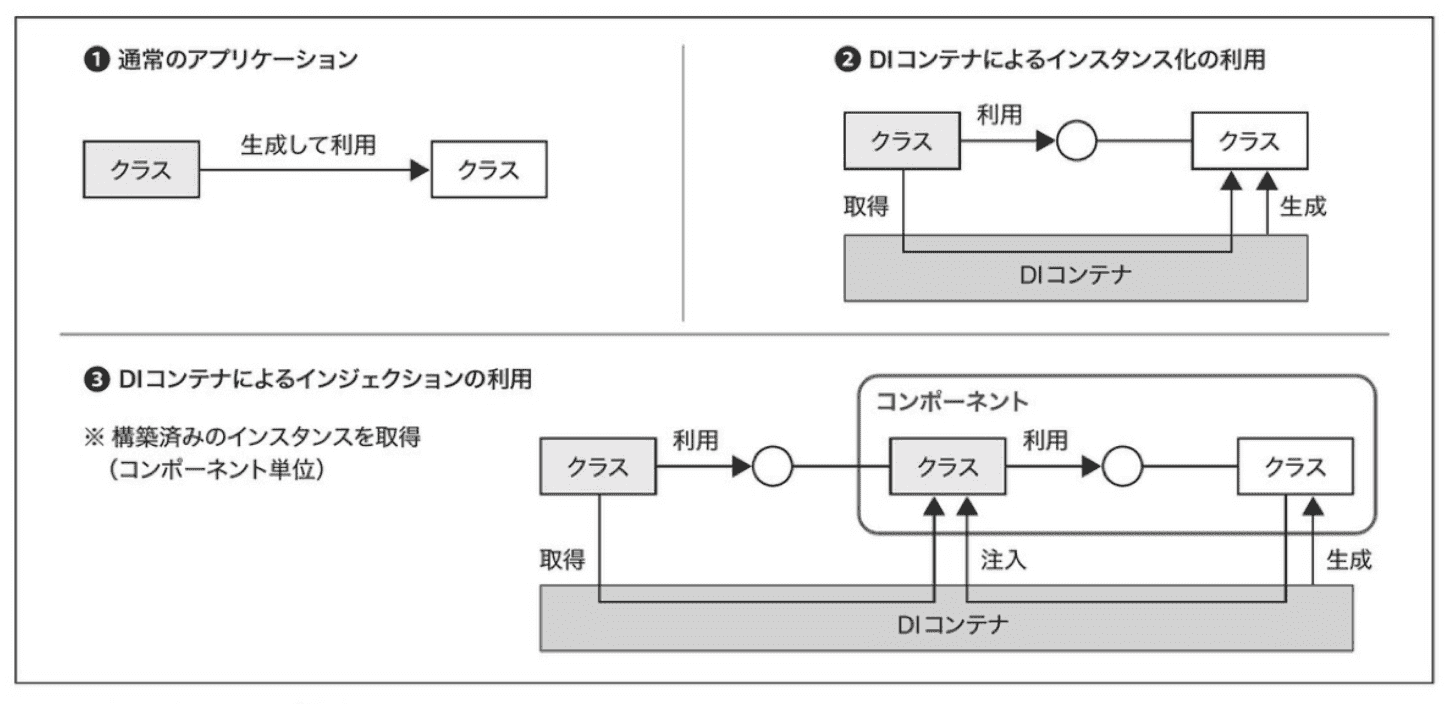 ❶ 通常のアプリケーション
クラス
生成して利用
クラス
❷ DIコンテナによるインスタンス化の利用
クラス
利用
クラス
取得
生成
DIコンテナ
❸ DIコンテナによるインジェクションの利用
※ 構築済みのインスタンスを取得
（コンポーネント単位）
コンポーネント
クラス
利用
クラス
利用
クラス
取得
注入
生成
DIコンテナ